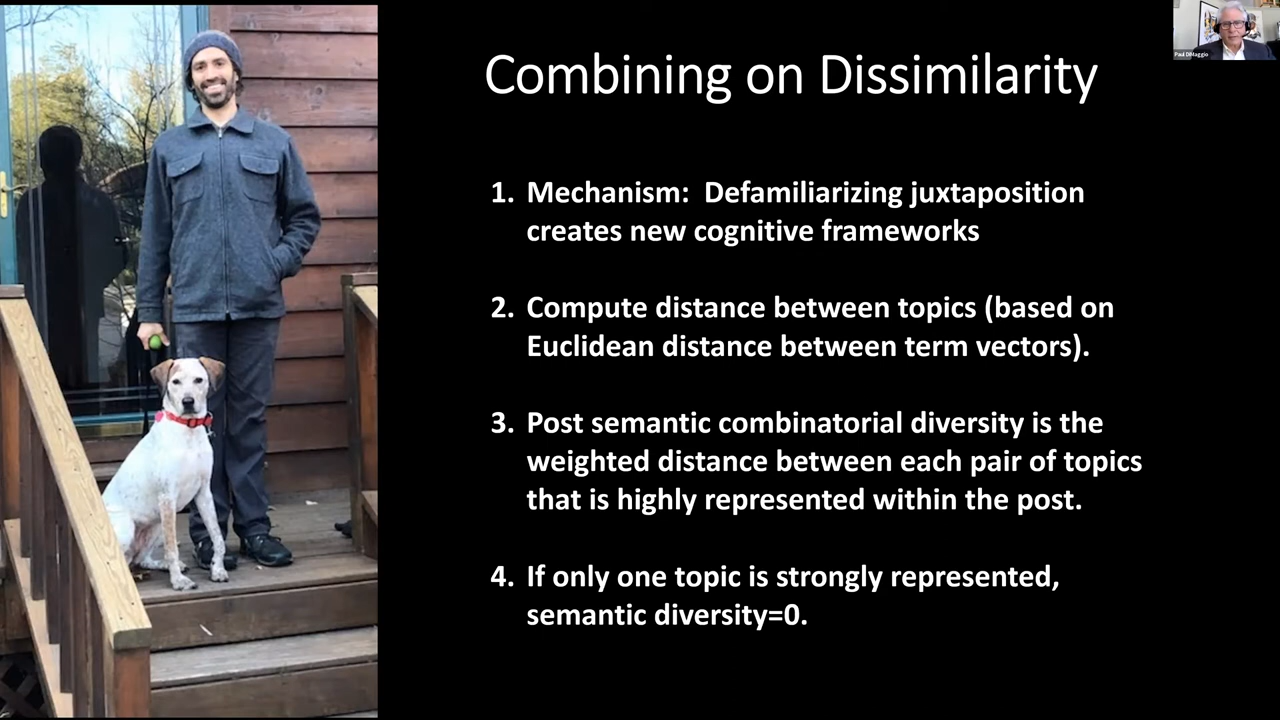 Combining on Dissimilarity
Paul DiMaggio
1. Mechanism:  Defamiliarizing juxtaposition
creates new cognitive frameworks
2. Compute distance between topics (based on
Euclidean distance between term vectors).
3. Post semantic combinatorial diversity is the
weighted distance between each pair of topics
that is highly represented within the post.
4. If only one topic is strongly represented,
semantic diversity=0.